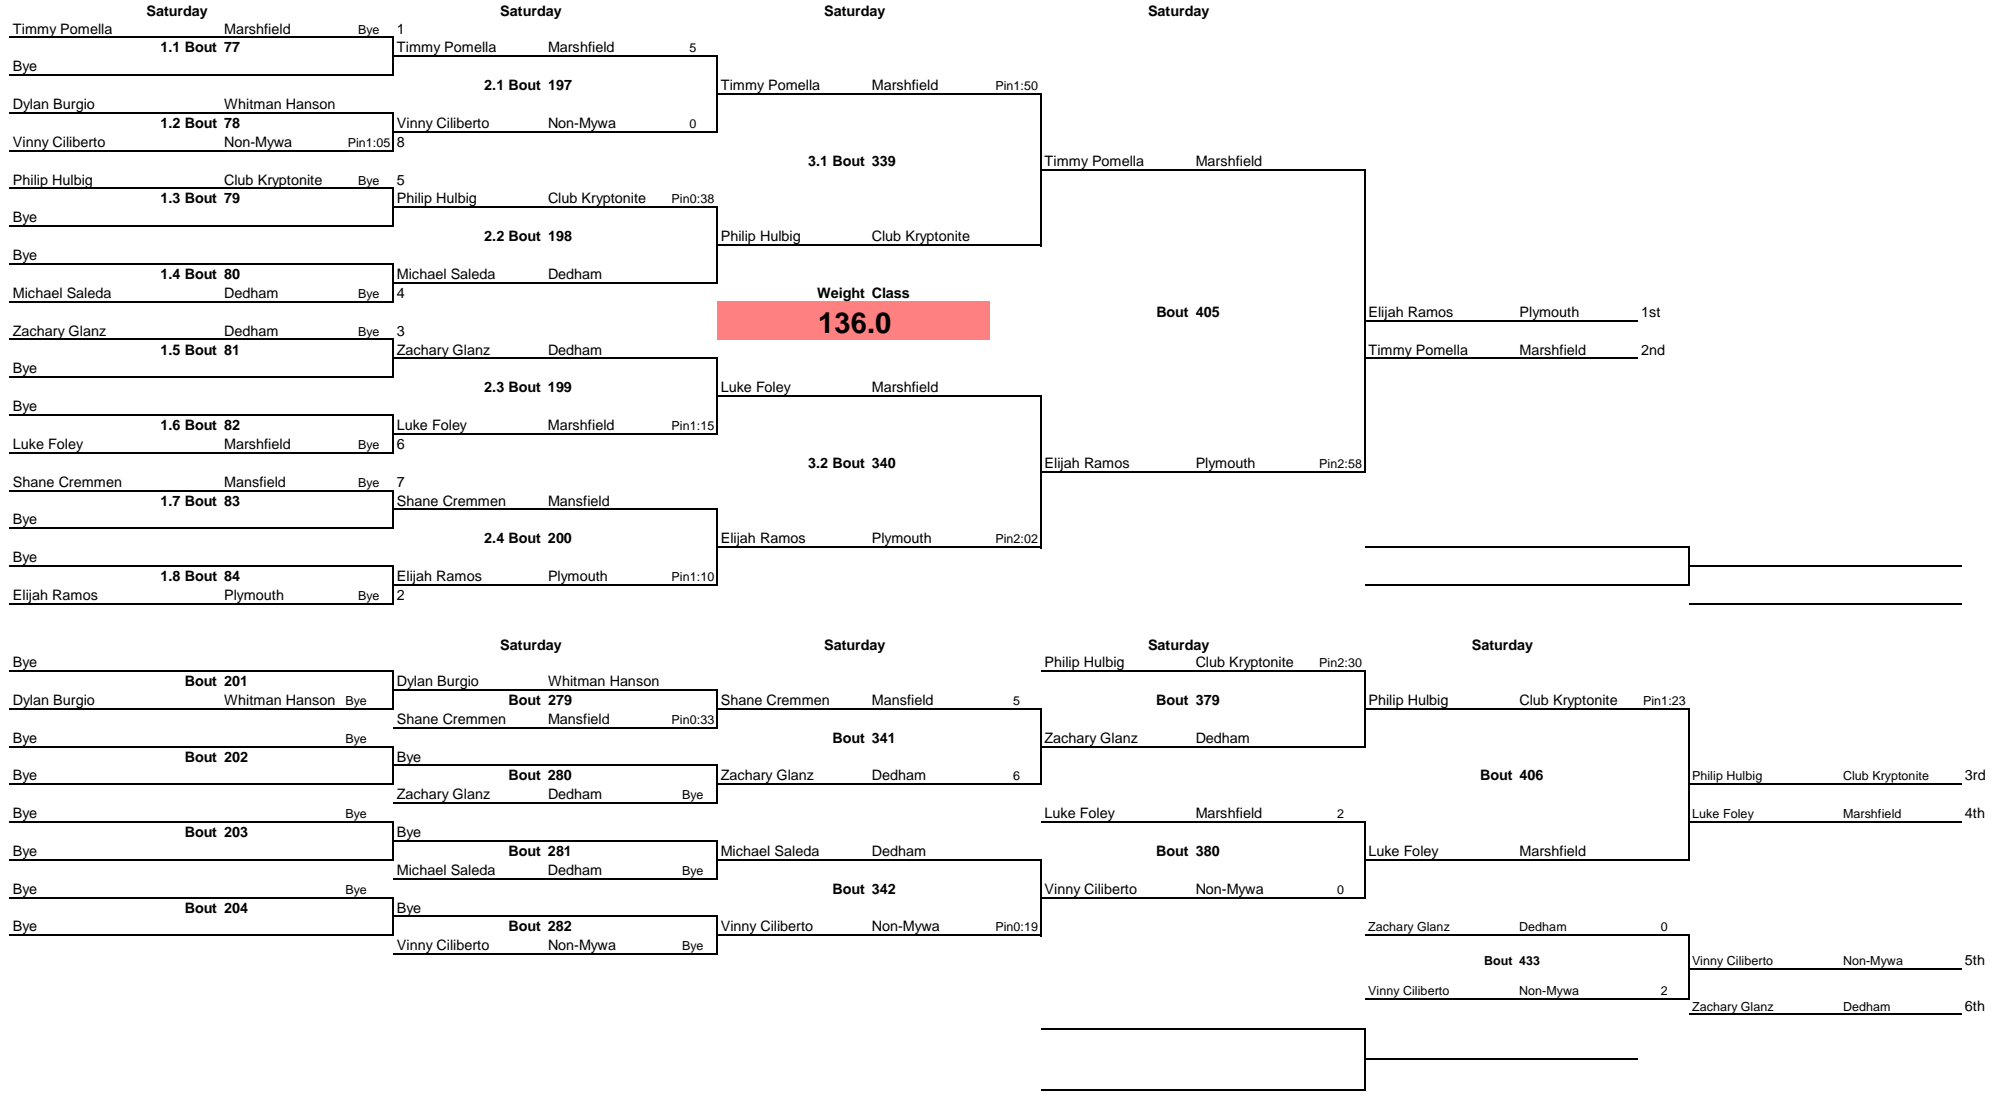 Saturday Saturday Saturday Saturday
Timmy Pomella Marshfield Bye 1
1.1 Bout 77 Timmy Pomella Marshfield 5
Bye
2.1 Bout 197 Timmy Pomella Marshfield Pin1:50
Dylan Burgio Whitman Hanson
1.2 Bout 78 Vinny Ciliberto Non-Mywa 0
Vinny Ciliberto Non-Mywa Pin1:05 8
3.1 Bout 339 Timmy Pomella Marshfield
Philip Hulbig Club Kryptonite Bye 5
1.3 Bout 79 Philip Hulbig Club Kryptonite Pin0:38
Bye
2.2 Bout 198 Philip Hulbig Club Kryptonite
Bye
1.4 Bout 80 Michael Saleda Dedham
Michael Saleda Dedham Bye 4 Weight Class
Bout 405 Elijah Ramos Plymouth 1st
136.0
Zachary Glanz Dedham Bye 3
1.5 Bout 81 Zachary Glanz Dedham Timmy Pomella Marshfield 2nd
Bye
2.3 Bout 199 Luke Foley Marshfield
Bye
1.6 Bout 82 Luke Foley Marshfield Pin1:15
Luke Foley Marshfield Bye 6
3.2 Bout 340 Elijah Ramos Plymouth Pin2:58
Shane Cremmen Mansfield Bye 7
1.7 Bout 83 Shane Cremmen Mansfield
Bye
2.4 Bout 200 Elijah Ramos Plymouth Pin2:02
Bye
1.8 Bout 84 Elijah Ramos Plymouth Pin1:10
Elijah Ramos Plymouth Bye 2
Saturday Saturday Saturday Saturday
Bye Philip Hulbig Club Kryptonite Pin2:30
Bout 201 Dylan Burgio Whitman Hanson
Dylan Burgio Whitman Hanson Bye Bout 279 Shane Cremmen Mansfield 5 Bout 379 Philip Hulbig Club Kryptonite Pin1:23
Shane Cremmen Mansfield Pin0:33
Bye Bye Bout 341 Zachary Glanz Dedham
Bout 202 Bye
Bye Bout 280 Zachary Glanz Dedham 6 Bout 406 Philip Hulbig Club Kryptonite 3rd
Zachary Glanz Dedham Bye
Bye Bye Luke Foley Marshfield 2 Luke Foley Marshfield 4th
Bout 203 Bye
Bye Bout 281 Michael Saleda Dedham Bout 380 Luke Foley Marshfield
Michael Saleda Dedham Bye
Bye Bye Bout 342 Vinny Ciliberto Non-Mywa 0
Bout 204 Bye
Bye Bout 282 Vinny Ciliberto Non-Mywa Pin0:19 Zachary Glanz Dedham 0
Vinny Ciliberto Non-Mywa Bye
Bout 433 Vinny Ciliberto Non-Mywa 5th
Vinny Ciliberto Non-Mywa 2
Zachary Glanz Dedham 6th